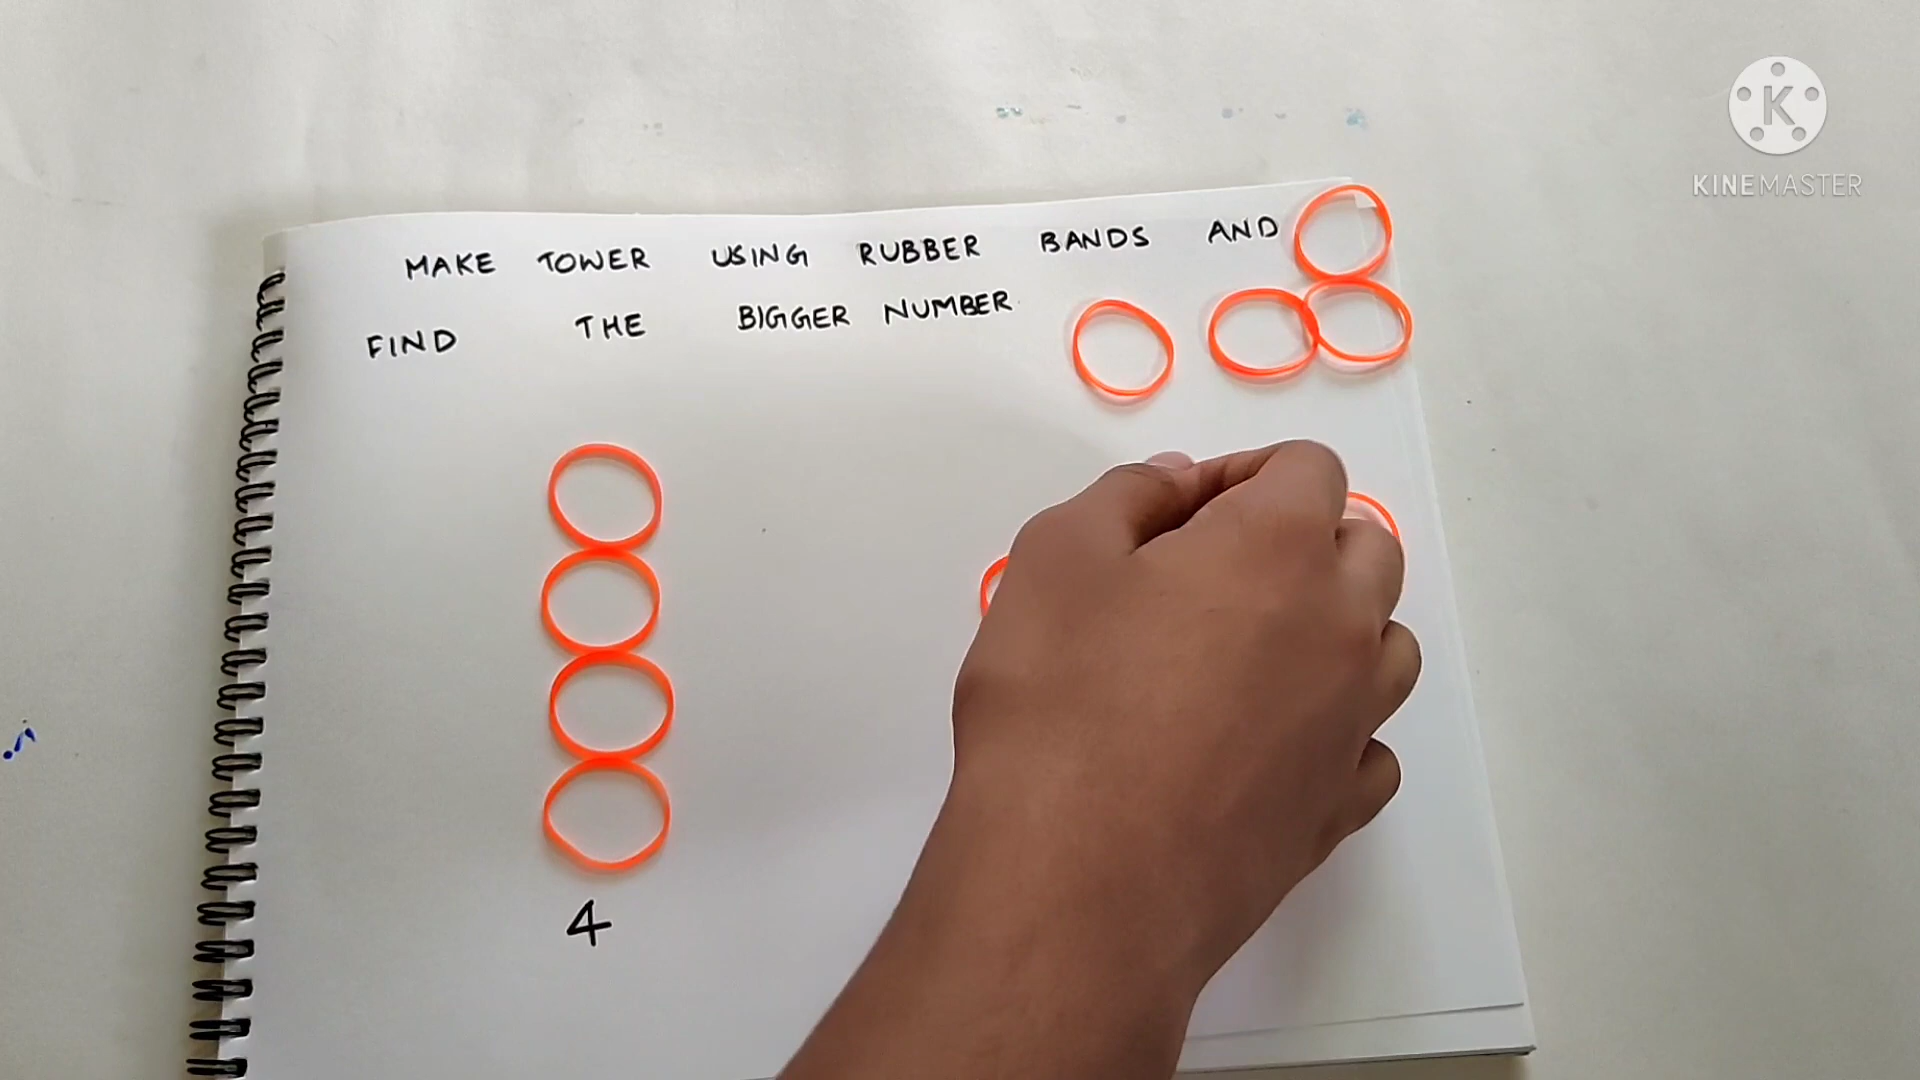 MAKE TOWER USING RUBBER BANDS AND
FIND THE BIGGER NUMBER
4
K
KINEMASTER